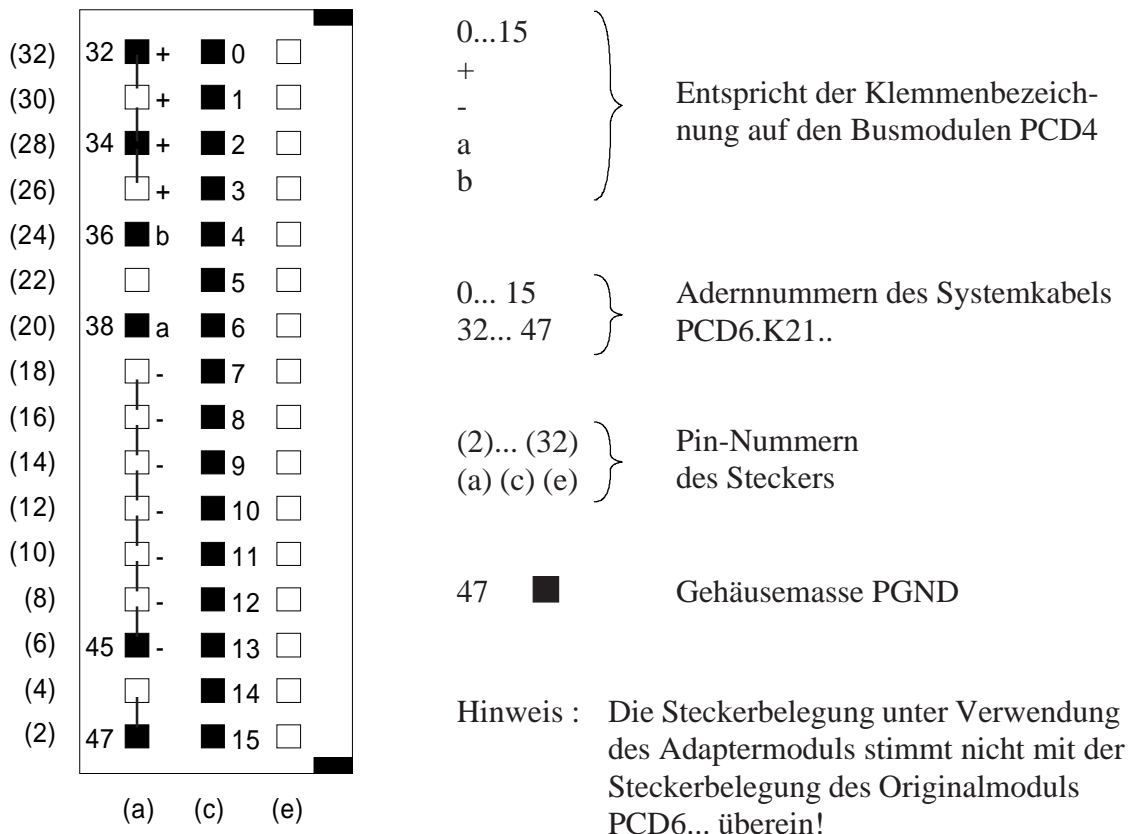 (32) 32 + 0
(30) + 1
(28) 34 + 2
(26) + 3
(24) 36 b 4
(22) 5
(20) 38 a 6
(18) - 7
(16) - 8
(14) - 9
(12) - 10
(10) - 11
(8) - 12
(6) 45 - 13
(4) 14
(2) 47 15
(a) (c) (e)
0...15
+
-
a
b
Entspricht der Klemmenbezeich-
nung auf den Busmodulen PCD4
0... 15
32... 47
Adernnummern des Systemkabels
PCD6.K21..
(2)... (32)
(a) (c) (e)
Pin-Nummern
des Steckers
47 Gehäusemasse PGND
Hinweis : Die Steckerbelegung unter Verwendung
des Adaptermoduls stimmt nicht mit der
Steckerbelegung des Originalmoduls
PCD6... überein!